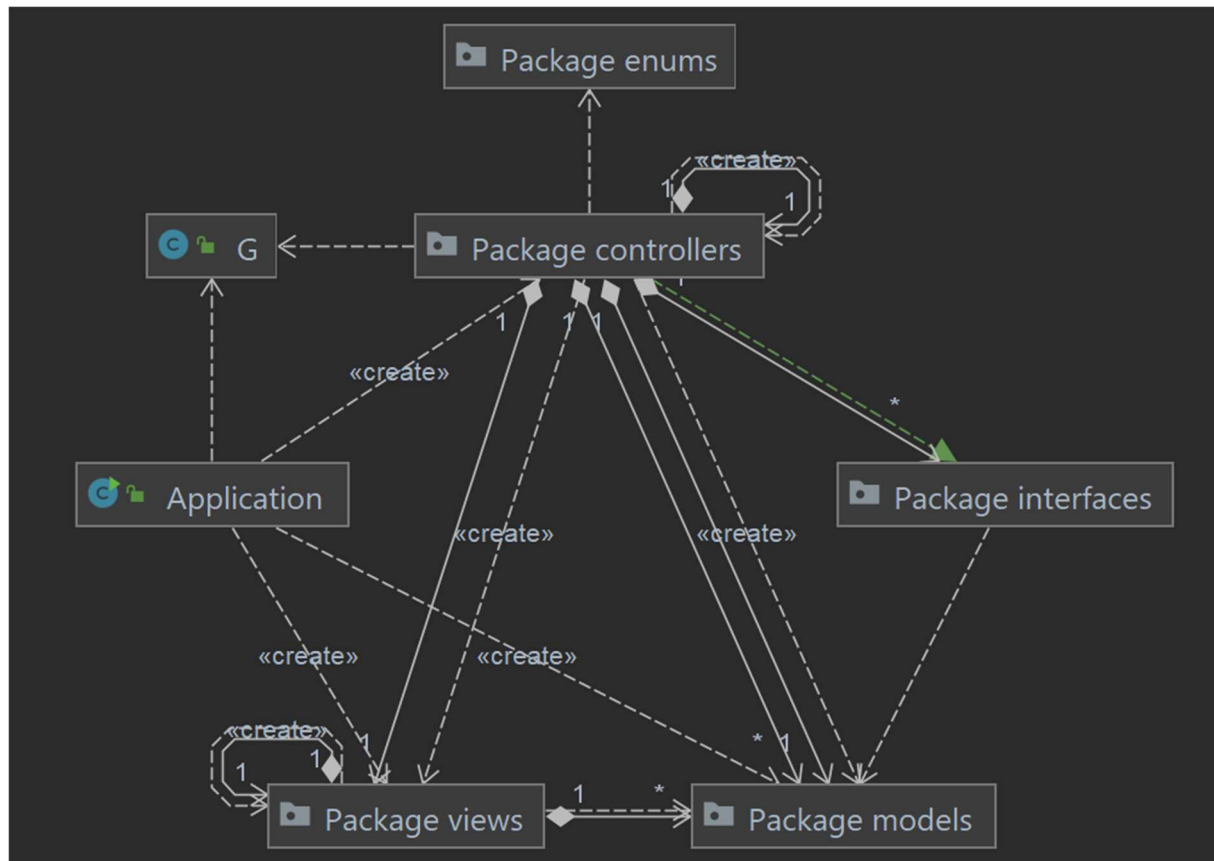 Package enums
«create»
1
1
C
G
Package controllers
1
1
1
1
«create»
*
C
Application
Package interfaces
«create»
«create»
«create»
«create»
«create»
1
1
1
*
1
Package views
1
*
Package models